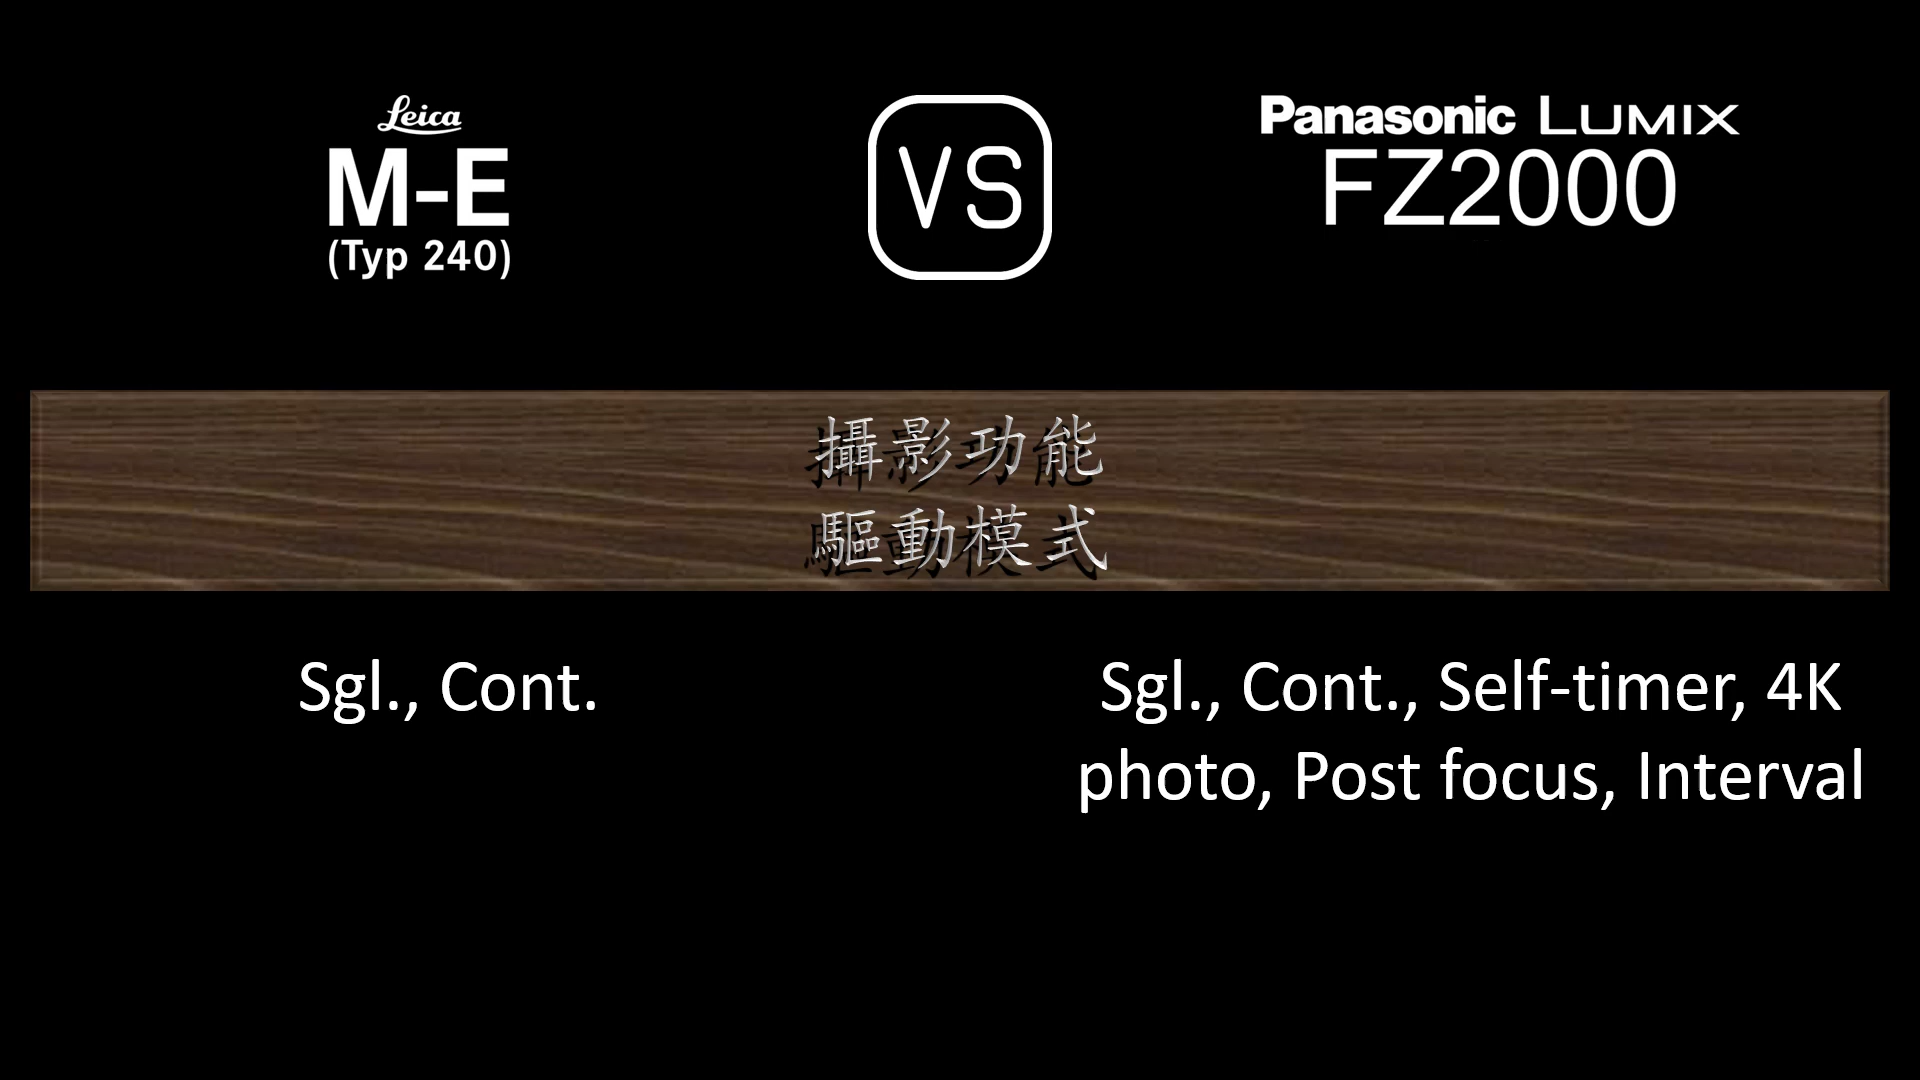 Leica
M-E
(Typ 240)
VS
Panasonic LUMIX
FZ2000
攝影功能
驅動模式
Sgl., Cont.
Sgl., Cont., Self-timer, 4K
photo, Post focus, Interval